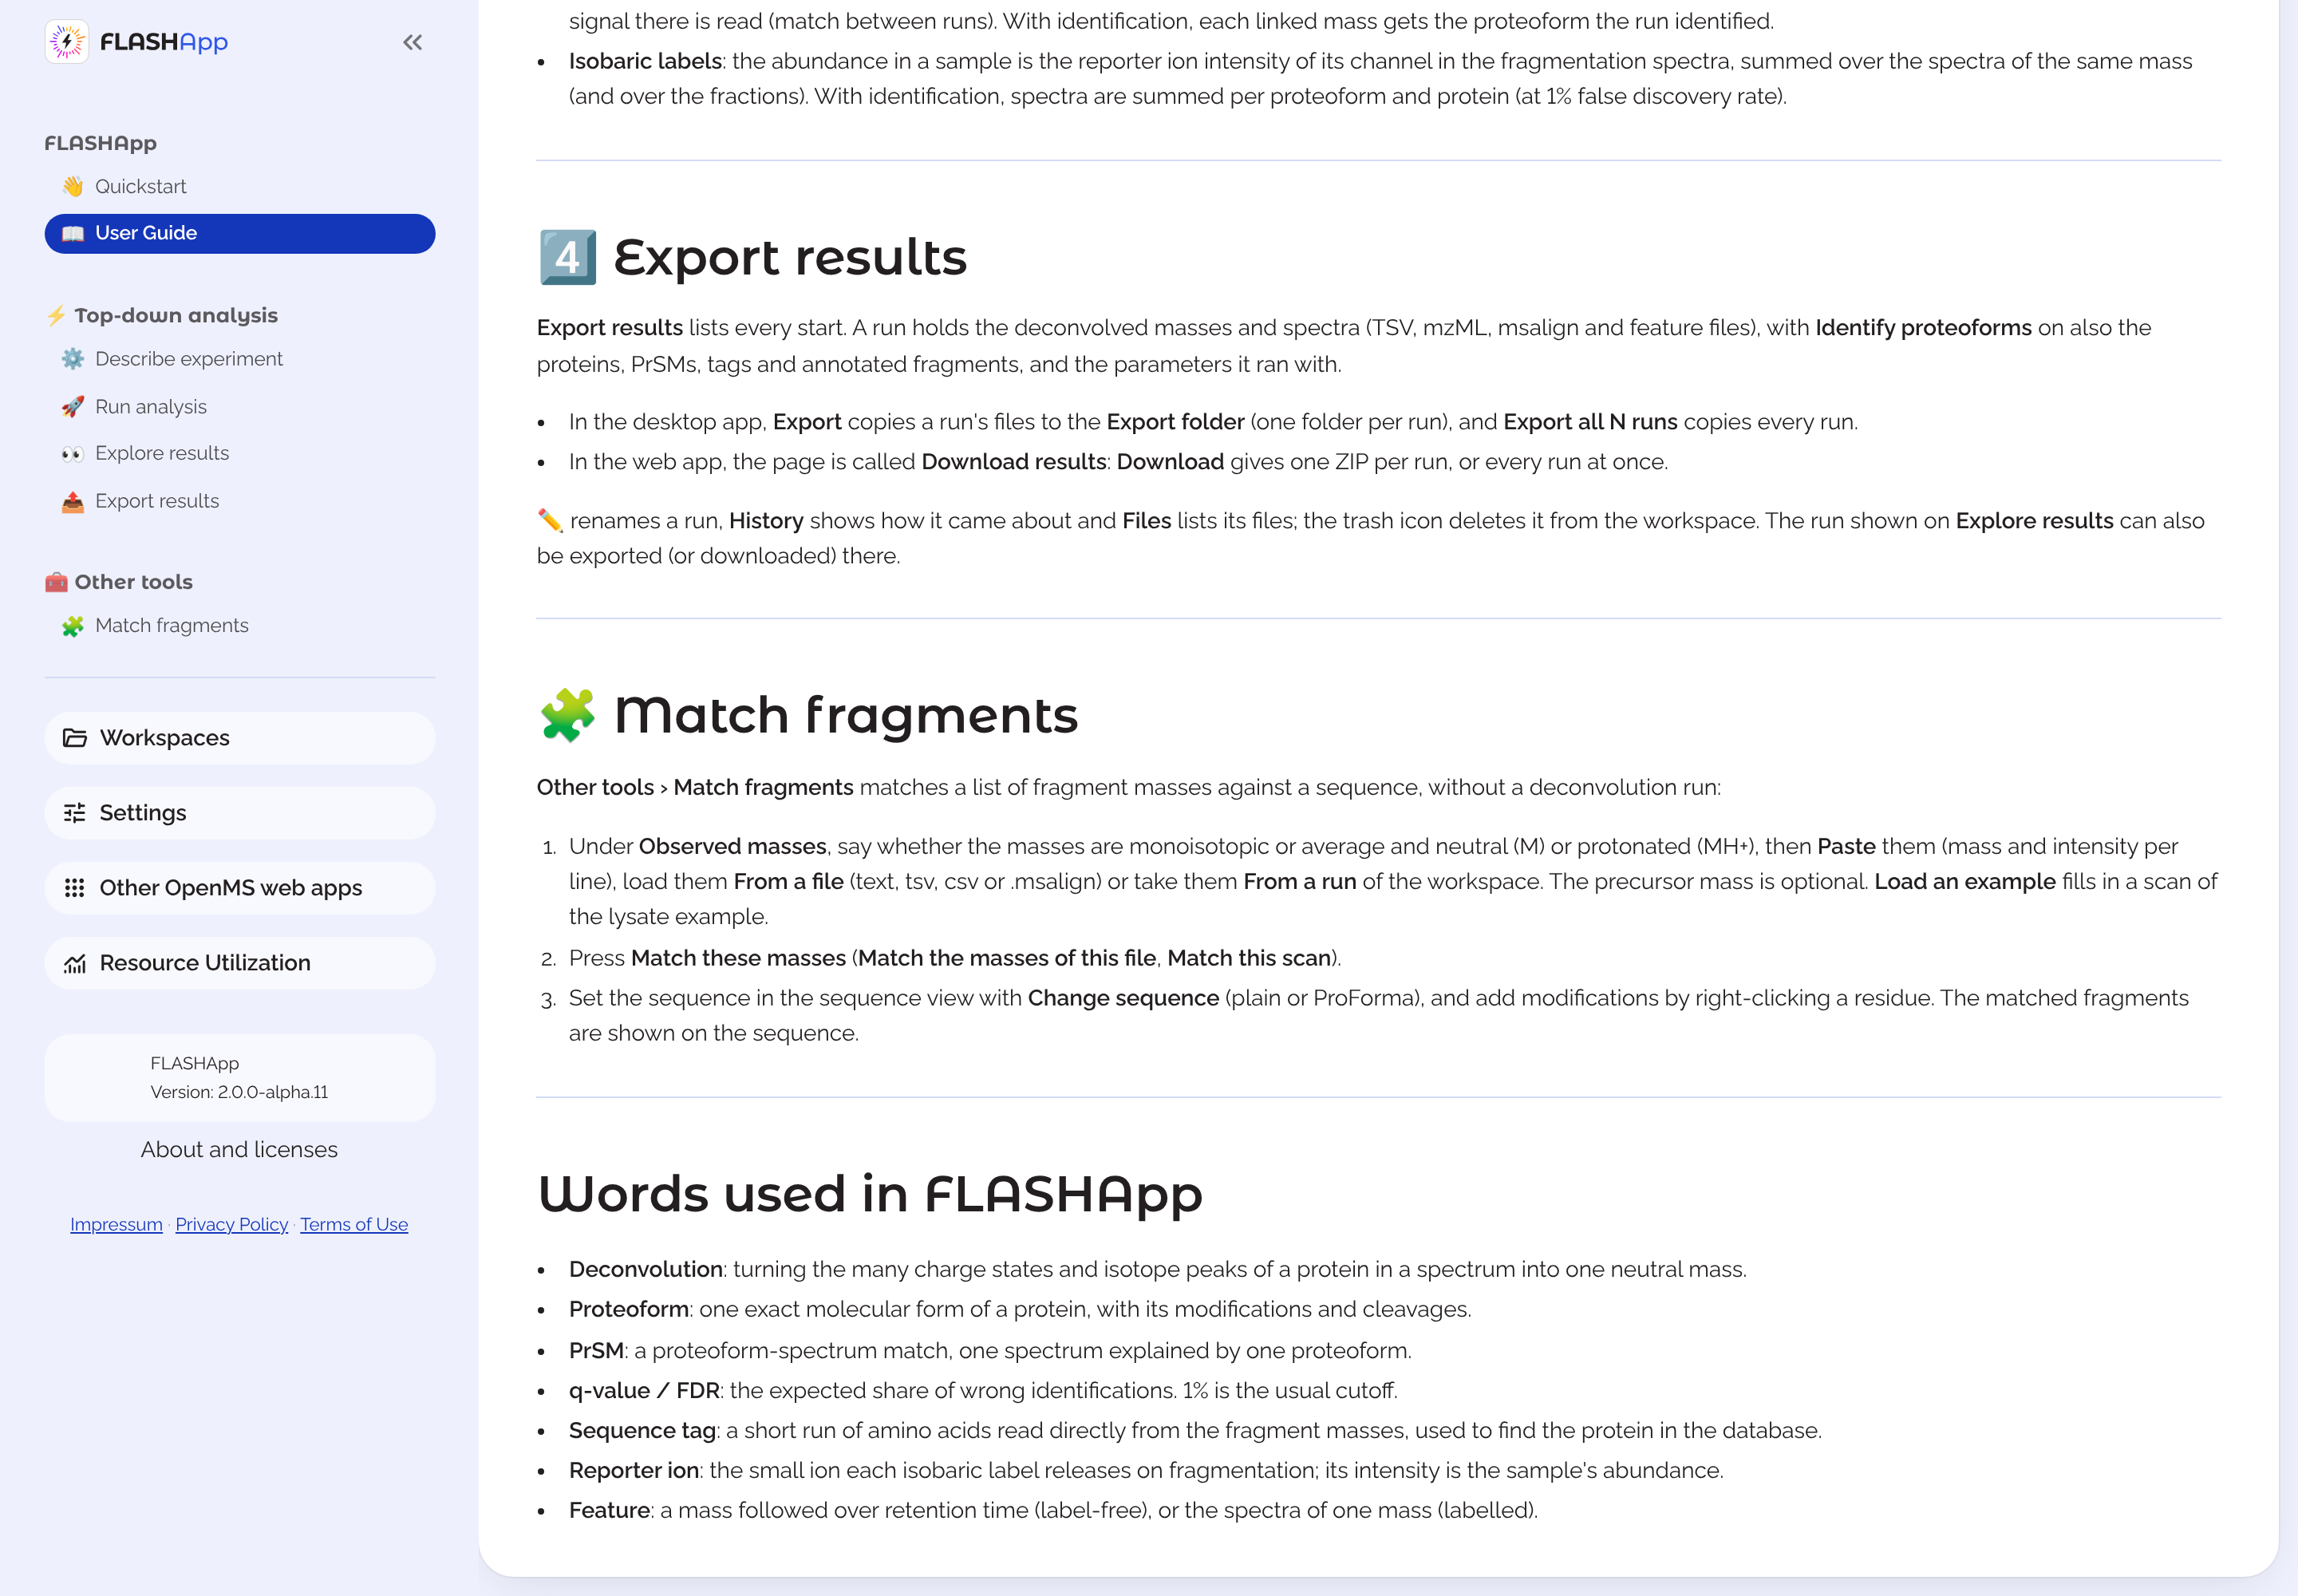 FLASHApp
FLASHApp
Quickstart
User Guide
Top-down analysis
Describe experiment
Run analysis
Explore results
Export results
Other tools
Match fragments
Workspaces
Settings
Other OpenMS web apps
Resource Utilization
FLASHApp
Version: 2.0.0-alpha.11
About and licenses
Impressum · Privacy Policy · Terms of Use
signal there is read (match between runs). With identification, each linked mass gets the proteoform the run identified.
• Isobaric labels: the abundance in a sample is the reporter ion intensity of its channel in the fragmentation spectra, summed over the spectra of the same mass
(and over the fractions). With identification, spectra are summed per proteoform and protein (at 1% false discovery rate).
4 Export results
Export results lists every start. A run holds the deconvolved masses and spectra (TSV, mzML, msalign and feature files), with Identify proteoforms on also the
proteins, PrSMs, tags and annotated fragments, and the parameters it ran with.
• In the desktop app, Export copies a run's files to the Export folder (one folder per run), and Export all N runs copies every run.
• In the web app, the page is called Download results: Download gives one ZIP per run, or every run at once.
✏️ renames a run, History shows how it came about and Files lists its files; the trash icon deletes it from the workspace. The run shown on Explore results can also
be exported (or downloaded) there.
Match fragments
Other tools › Match fragments matches a list of fragment masses against a sequence, without a deconvolution run:
1. Under Observed masses, say whether the masses are monoisotopic or average and neutral (M) or protonated (MH+), then Paste them (mass and intensity per
line), load them From a file (text, tsv, csv or .msalign) or take them From a run of the workspace. The precursor mass is optional. Load an example fills in a scan of
the lysate example.
2. Press Match these masses (Match the masses of this file, Match this scan).
3. Set the sequence in the sequence view with Change sequence (plain or ProForma), and add modifications by right-clicking a residue. The matched fragments
are shown on the sequence.
Words used in FLASHApp
• Deconvolution: turning the many charge states and isotope peaks of a protein in a spectrum into one neutral mass.
• Proteoform: one exact molecular form of a protein, with its modifications and cleavages.
• PrSM: a proteoform-spectrum match, one spectrum explained by one proteoform.
• q-value / FDR: the expected share of wrong identifications. 1% is the usual cutoff.
• Sequence tag: a short run of amino acids read directly from the fragment masses, used to find the protein in the database.
• Reporter ion: the small ion each isobaric label releases on fragmentation; its intensity is the sample's abundance.
• Feature: a mass followed over retention time (label-free), or the spectra of one mass (labelled).